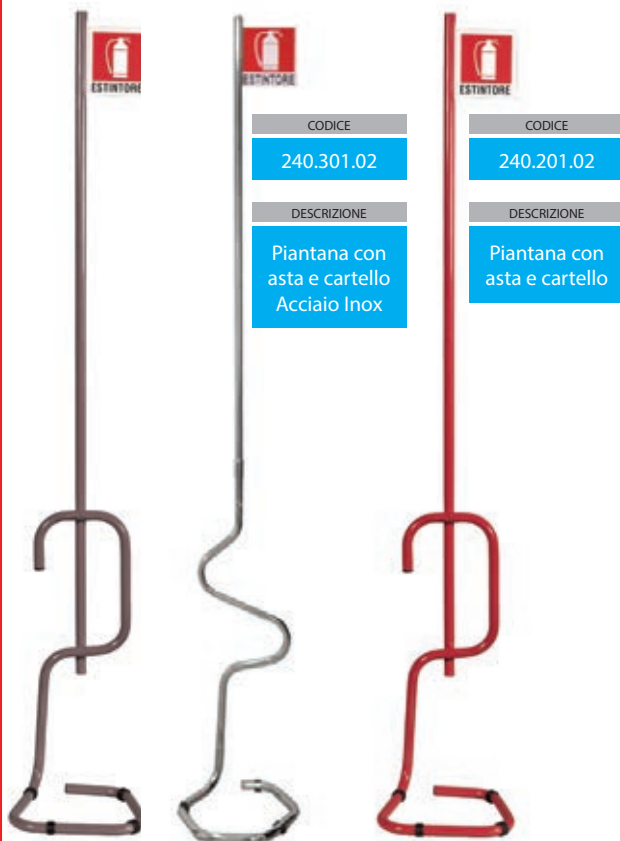 ESTINTORE
ESTINTORE
ESTINTORE
CODICE
240.301.02
DESCRIZIONE
Piantana con
asta e cartello
Acciaio Inox
CODICE
240.201.02
DESCRIZIONE
Piantana con
asta e cartello